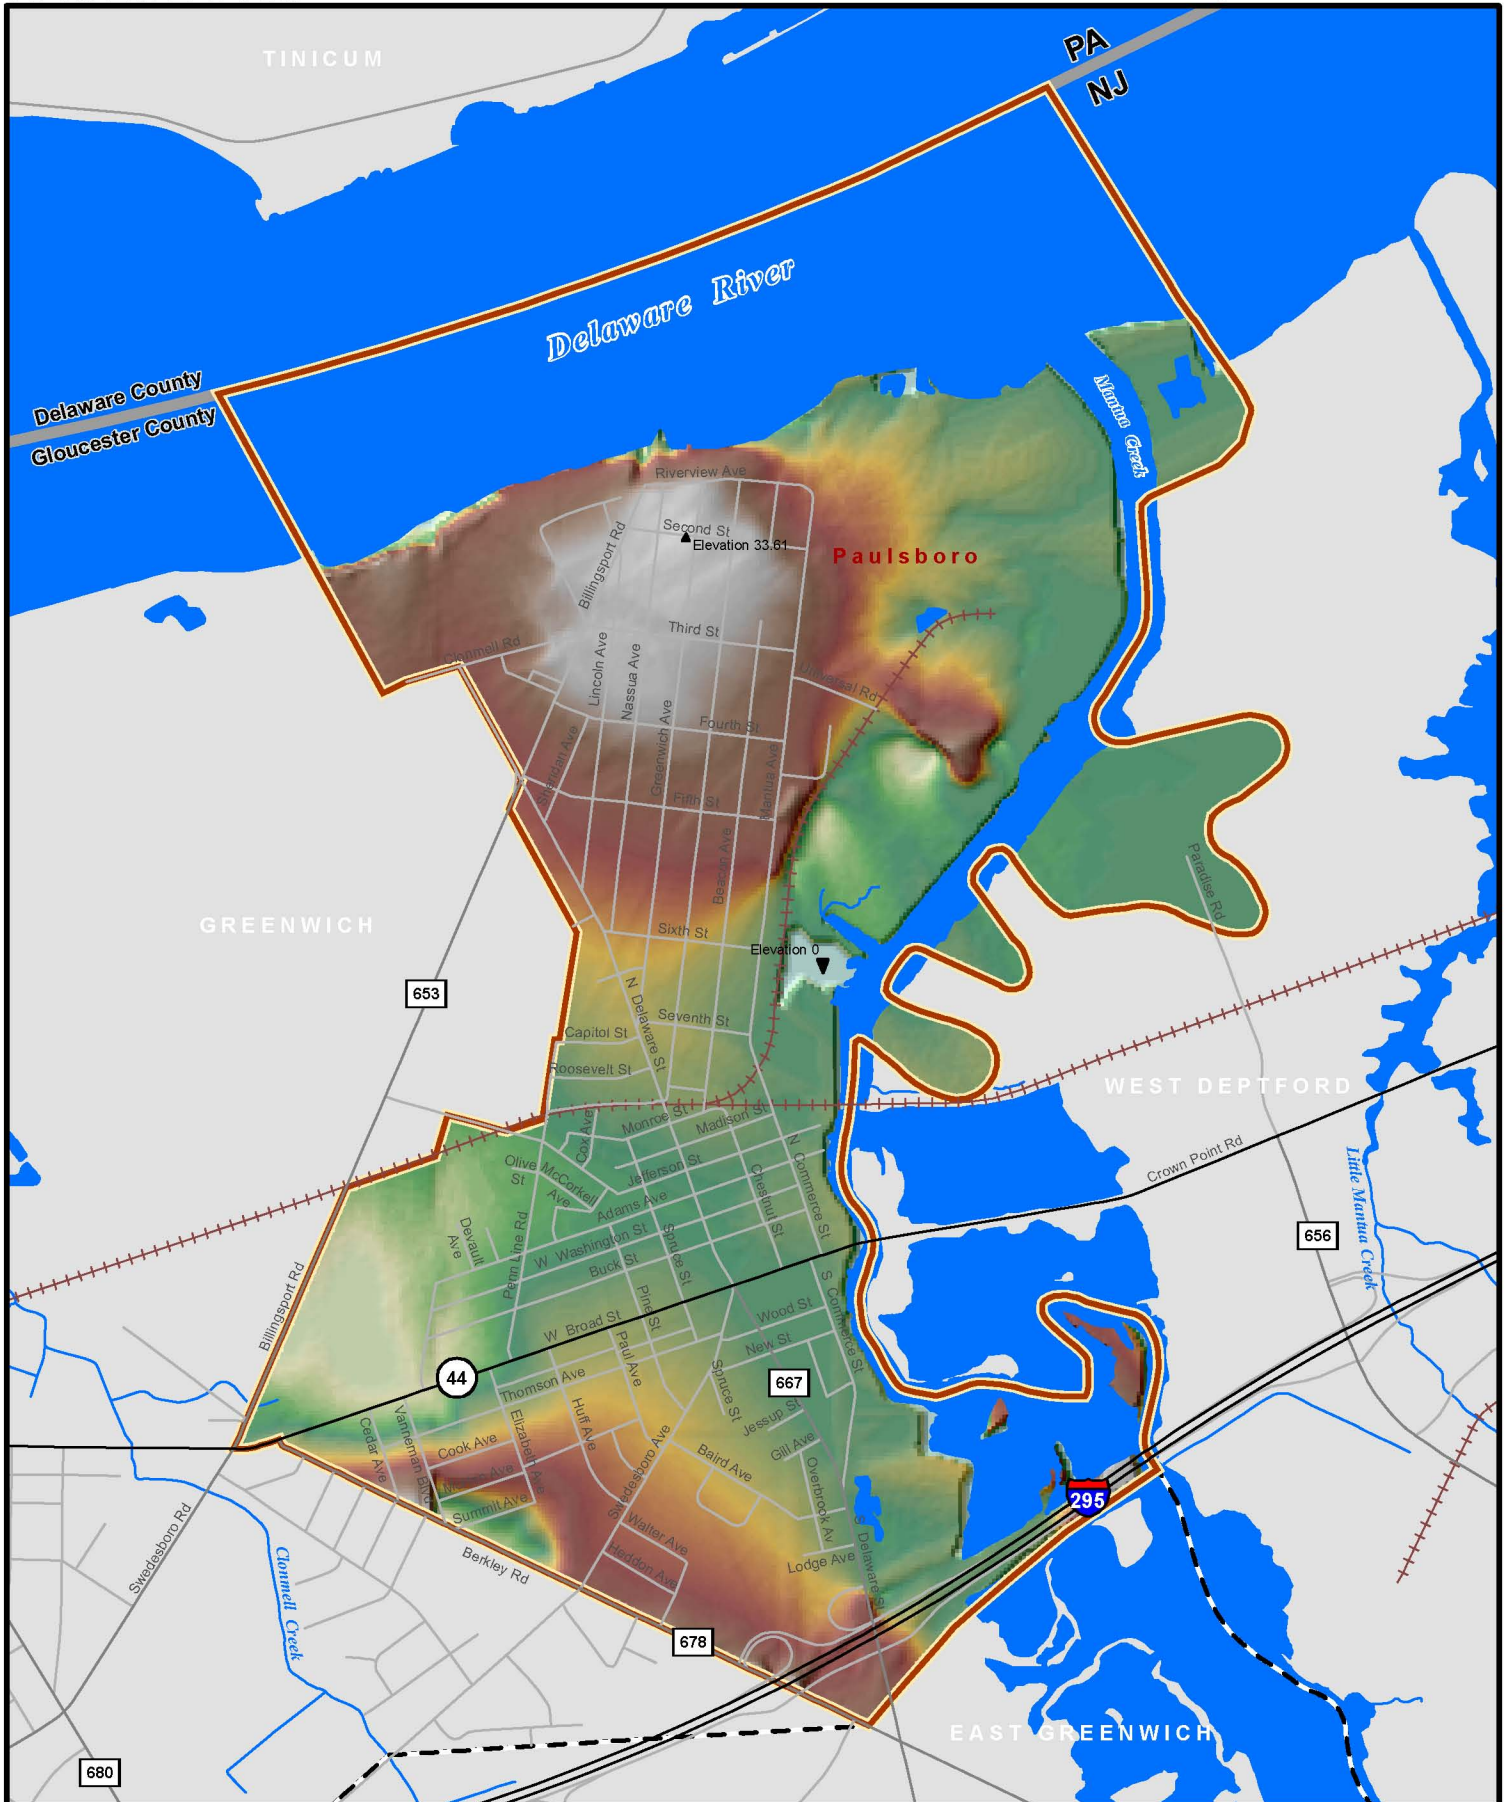 TINICUM
PA
NJ
Delaware River
Delaware County
Gloucester County
Mantua Creek
Riverview Ave
Second St
Elevation 33.61
Billingsport Rd
Paulsboro
Third St
Clonmell Rd
Lincoln Ave
Nassua Ave
Universal Rd
Greenwich Ave
Fourth St
Sheridan Ave
Mantua Ave
Fifth St
Beacon Ave
Paradise Rd
GREENWICH
Sixth St
Elevation 0
653
N Delaware St
Seventh St
Capitol St
Roosevelt St
WEST DEPTFORD
Cox Ave
Monroe St
Madison St
N Commerce St
Crown Point Rd
Olive St
McCorkell Ave
Jefferson St
Chestnut St
Adams Ave
Little Mantua Creek
Devault Ave
Penn Line Rd
W Washington St
Spruce St
656
Buck St
Billingsport Rd
Pine St
S Commerce St
Wood St
W Broad St
New St
Paul Ave
44
Thomson Ave
Spruce St
667
Huff Ave
Elizabeth Ave
Vanneman Blvd
Cedar Ave
Jessup St
Cook Ave
Gill Ave
Swedesboro Ave
Baird Ave
Overbrook Av
Summit Ave
295
Swedesboro Rd
Walter Ave
S Delaware St
Clonmell Creek
Berkley Rd
Heddon Ave
Lodge Ave
678
EAST GREENWICH
680